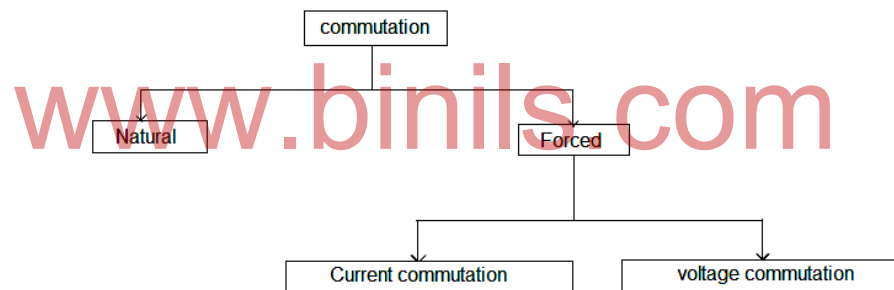 commutation
www.binils.com
Natural
Forced
Current commutation
voltage commutation